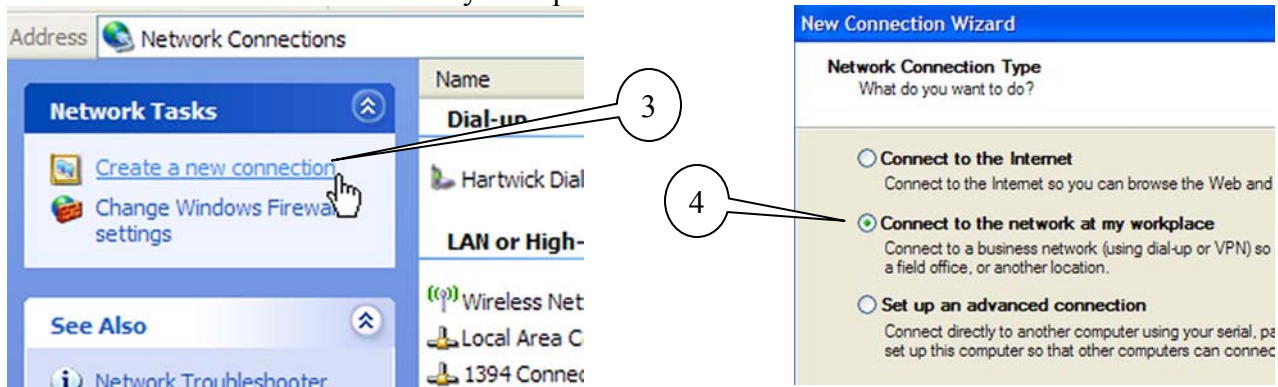 Address Network Connections
Network Tasks
Create a new connection
Change Windows
settings
See Also
Network Troubleshooter
Name
Hartwick Dial
LAN or High-
Wireless Net
Local Area C
1394 Connec
3
4
New Connection Wizard
Network Connection Type
What do you want to do?
Connect to the Internet
Connect to the Internet so you can browse the Web and
Connect to the network at my workplace
Connect to a business network (using dial-up or VPN) so
a field office, or another location.
Set up an advanced connection
Connect directly to another computer using your serial, pa
set up this computer so that other computers can connec